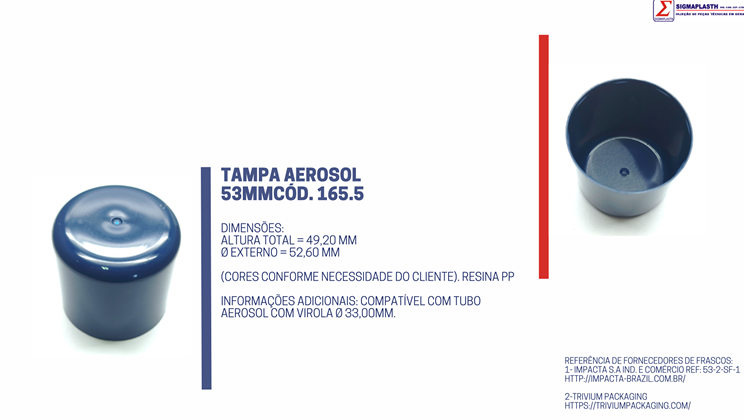 SIGMAPLASTH
INJEÇÃO DE PEÇAS TÉCNICAS EM GERAL
TAMPA AEROSOL
53MMCÓD. 165.5
DIMENSÕES:
ALTURA TOTAL = 49,20 MM
Ø EXTERNO = 52,60 MM
(CORES CONFORME NECESSIDADE DO CLIENTE). RESINA PP
INFORMAÇÕES ADICIONAIS: COMPATÍVEL COM TUBO
AEROSOL COM VIROLA Ø 33,00MM.
REFERÊNCIA DE FORNECEDORES DE FRASCOS:
1- IMPACTA S.A IND. E COMÉRCIO REF: 53-2-SF-1
HTTP://IMPACTA-BRAZIL.COM.BR/
2-TRIVIUM PACKAGING
HTTPS://TRIVIUMPACKAGING.COM/